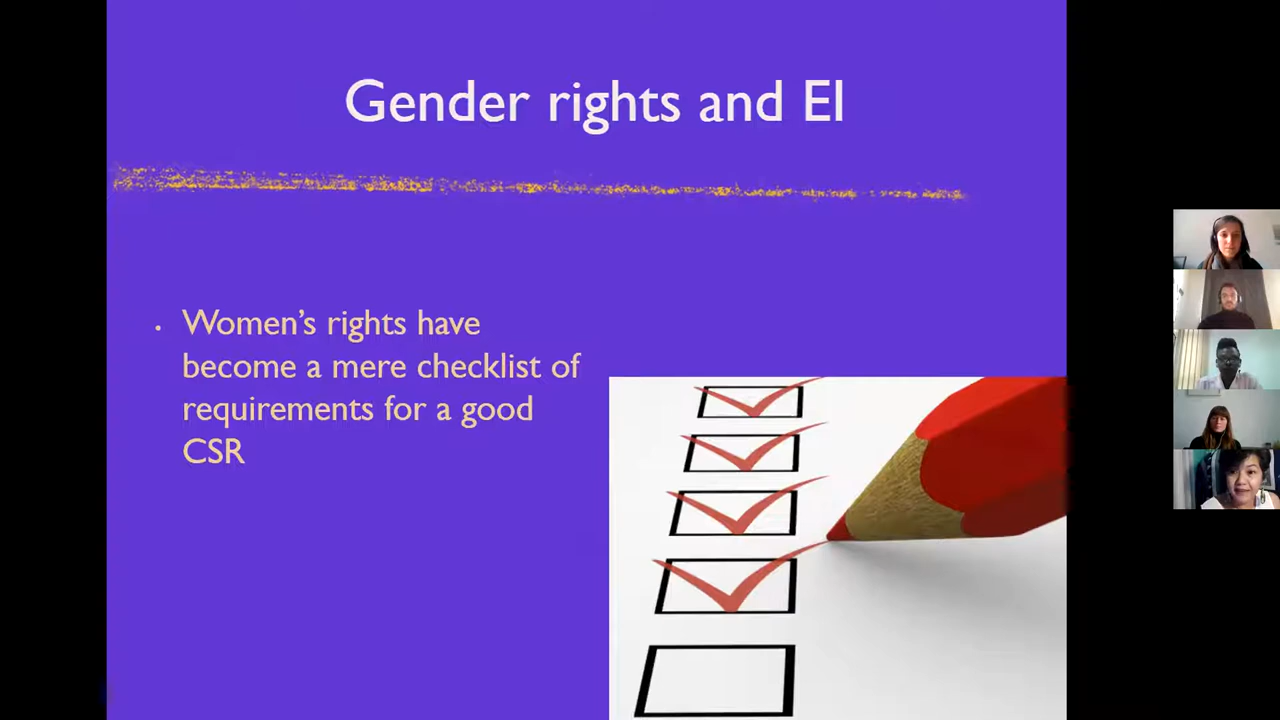 Gender rights and EI
• Women’s rights have
become a mere checklist of
requirements for a good
CSR